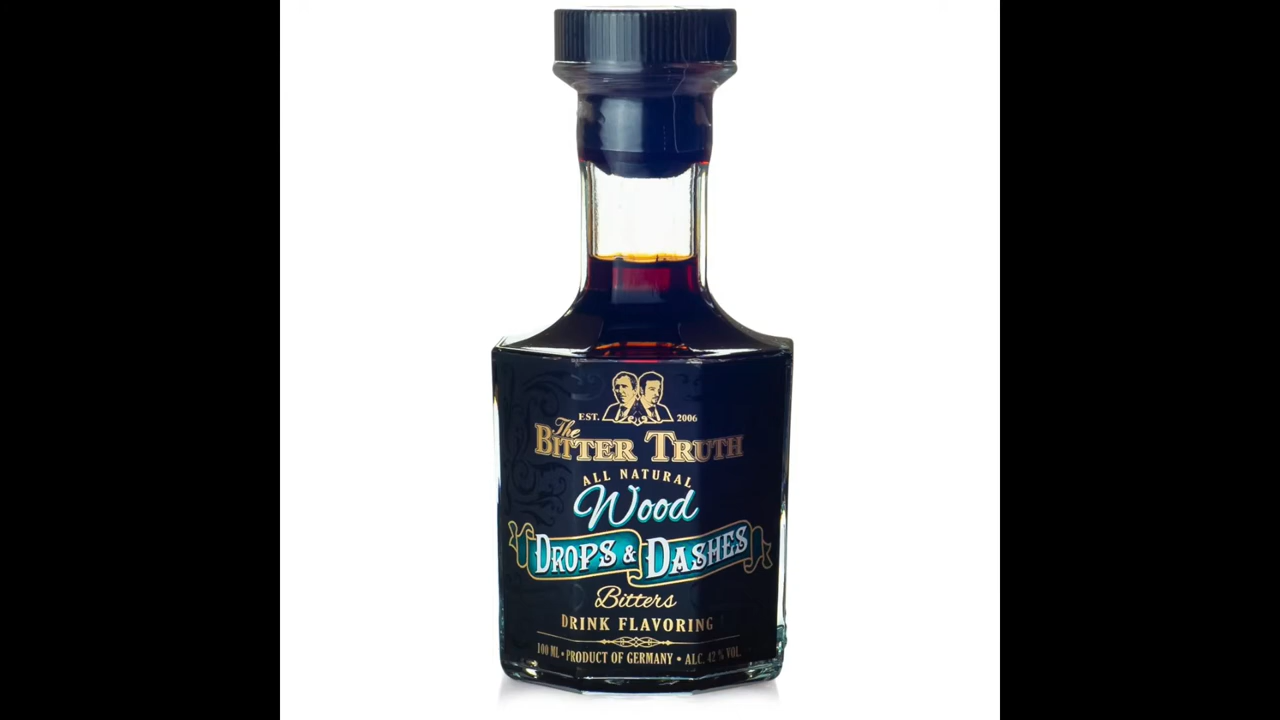 EST. 2006
The
BITTER TRUTH
ALL NATURAL
Wood
DROPS & DASHES
Bitters
DRINK FLAVORING
100 ML • PRODUCT OF GERMANY • ALC. 42 % VOL.